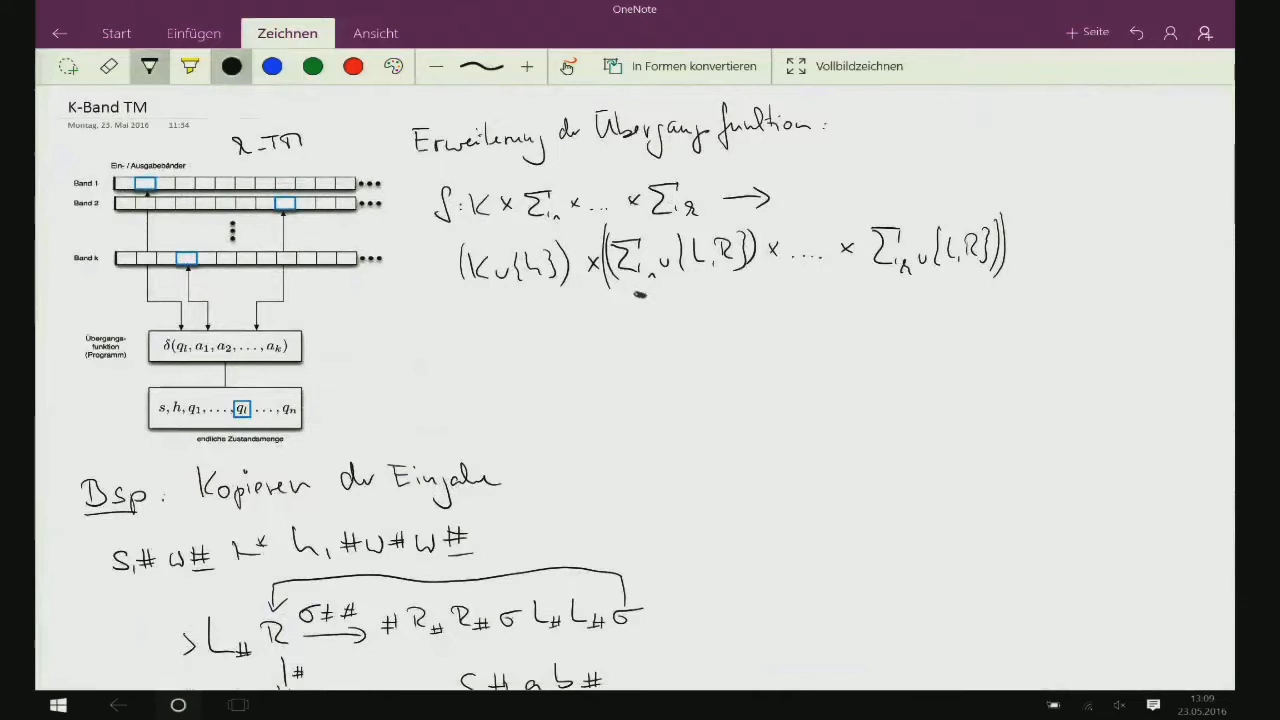 OneNote
Start Einfügen Zeichnen Ansicht + Seite
In Formen konvertieren Vollbildzeichnen
K-Band TM
Montag, 23. Mai 2016 11:34
k-TM
Erweiterung der Übergangsfunktion:
Ein- / Ausgabebänder
Band 1
Band 2
Band k
δ: K × Σ₁ × ... × Σₖ →
(K ∪ {h}) × ((Σ₁ ∪ {L,R}) × .... × Σₖ ∪ {L,R}))
Übergangs-
funktion
(Programm)
δ(qₗ, a₁, a₂, . . . , aₖ)
s, h, q₁, . . . , qₗ . . . , qₙ
endliche Zustandsmenge
Bsp: Kopieren der Eingabe
s, # w # ⊢* h, # w # w #
> L# R σ≠# → # R# R# σ L# L# σ
↓ #
s # a b #
13:09
23.05.2016